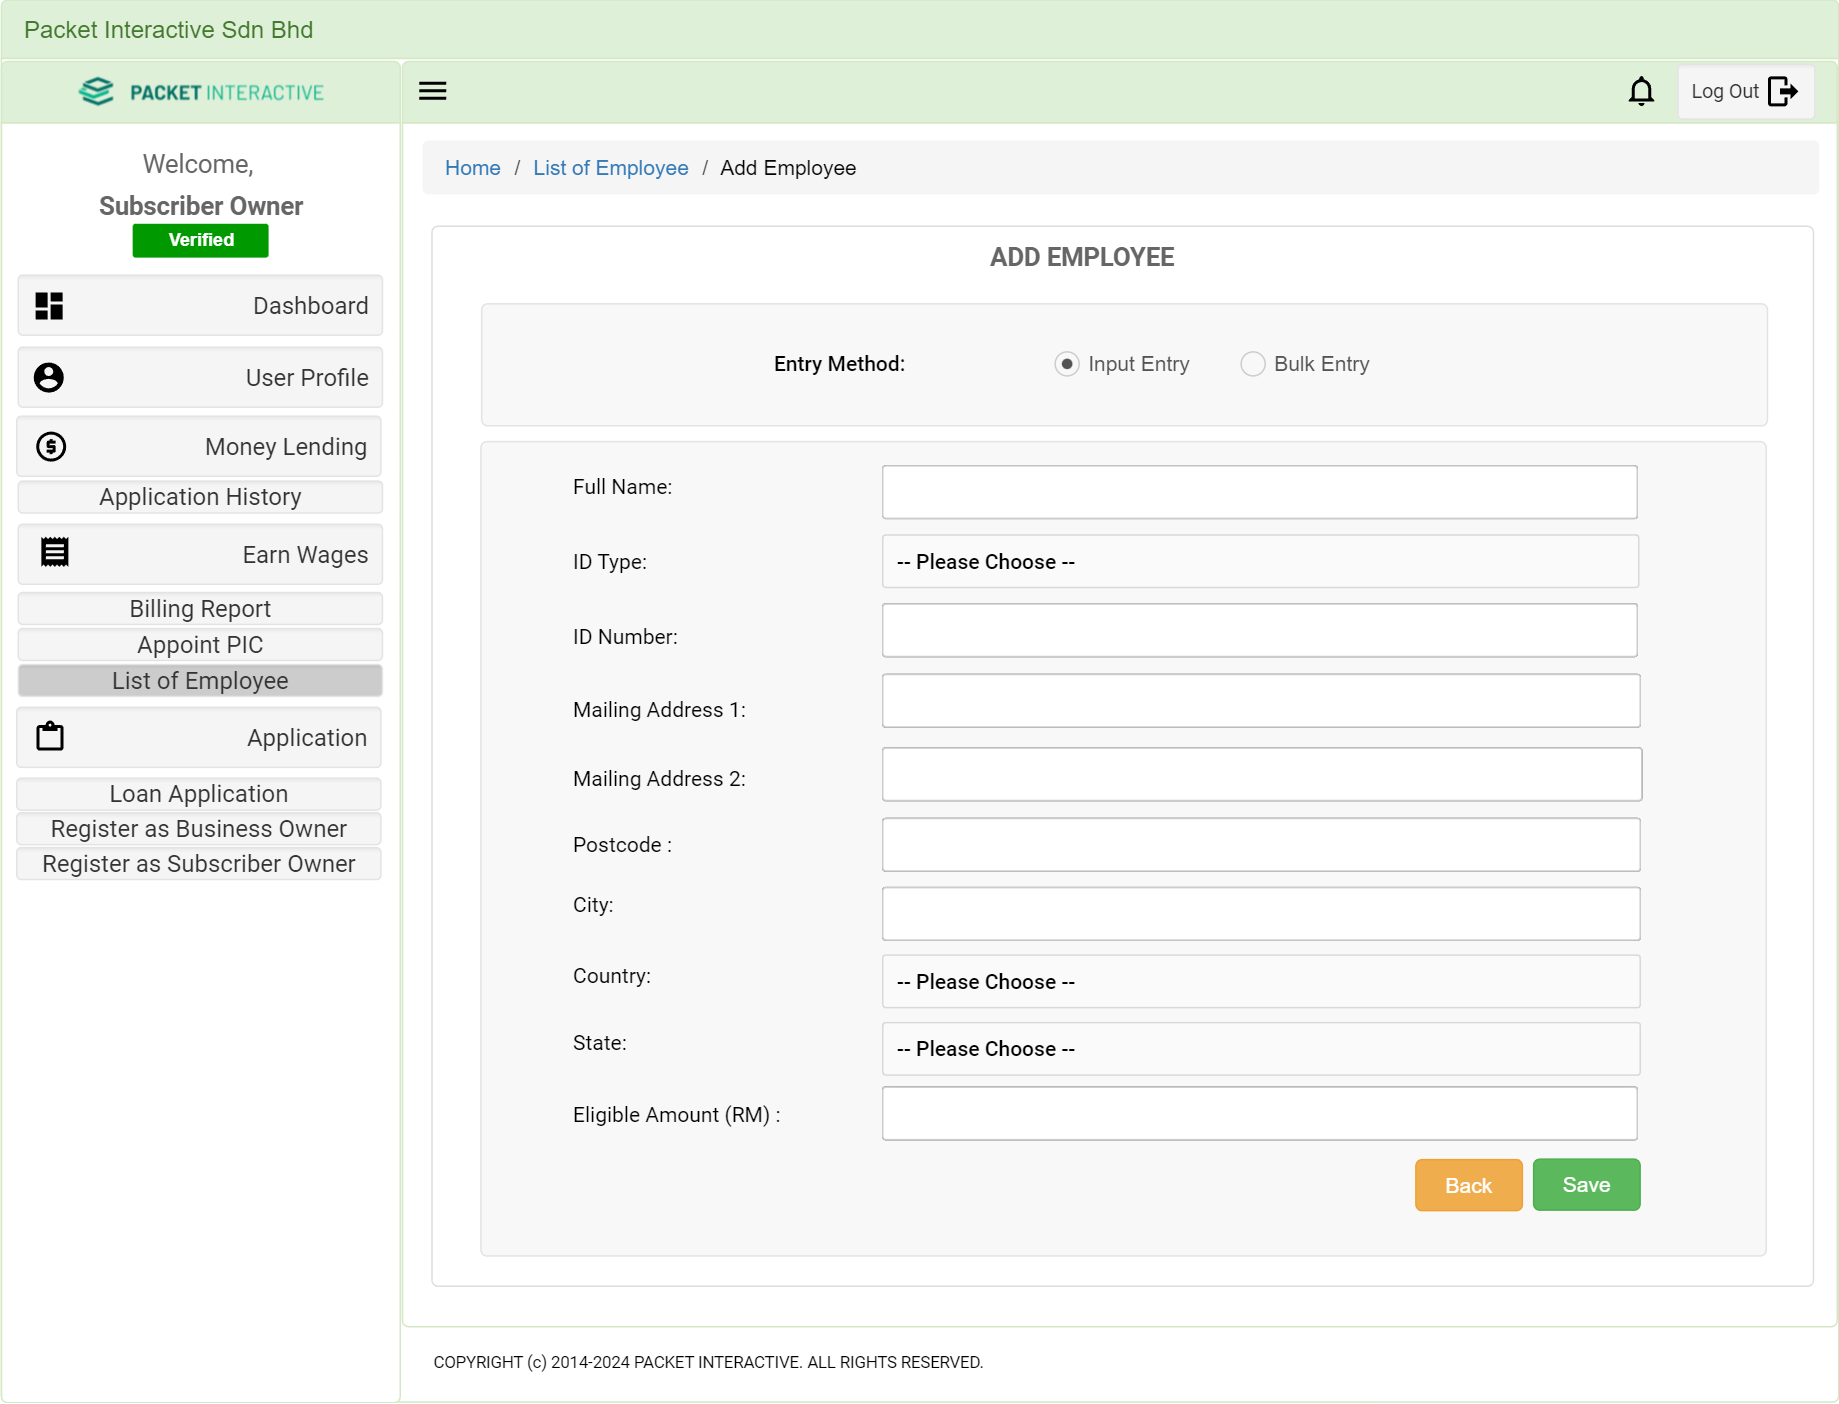 Packet Interactive Sdn Bhd
PACKET INTERACTIVE
Log Out
Welcome,
Subscriber Owner
Verified
Dashboard
User Profile
Money Lending
Application History
Earn Wages
Billing Report
Appoint PIC
List of Employee
Application
Loan Application
Register as Business Owner
Register as Subscriber Owner
Home / List of Employee / Add Employee
ADD EMPLOYEE
Entry Method: Input Entry Bulk Entry
Full Name:
ID Type: -- Please Choose --
ID Number:
Mailing Address 1:
Mailing Address 2:
Postcode :
City:
Country: -- Please Choose --
State: -- Please Choose --
Eligible Amount (RM) :
Back Save
COPYRIGHT (c) 2014-2024 PACKET INTERACTIVE. ALL RIGHTS RESERVED.